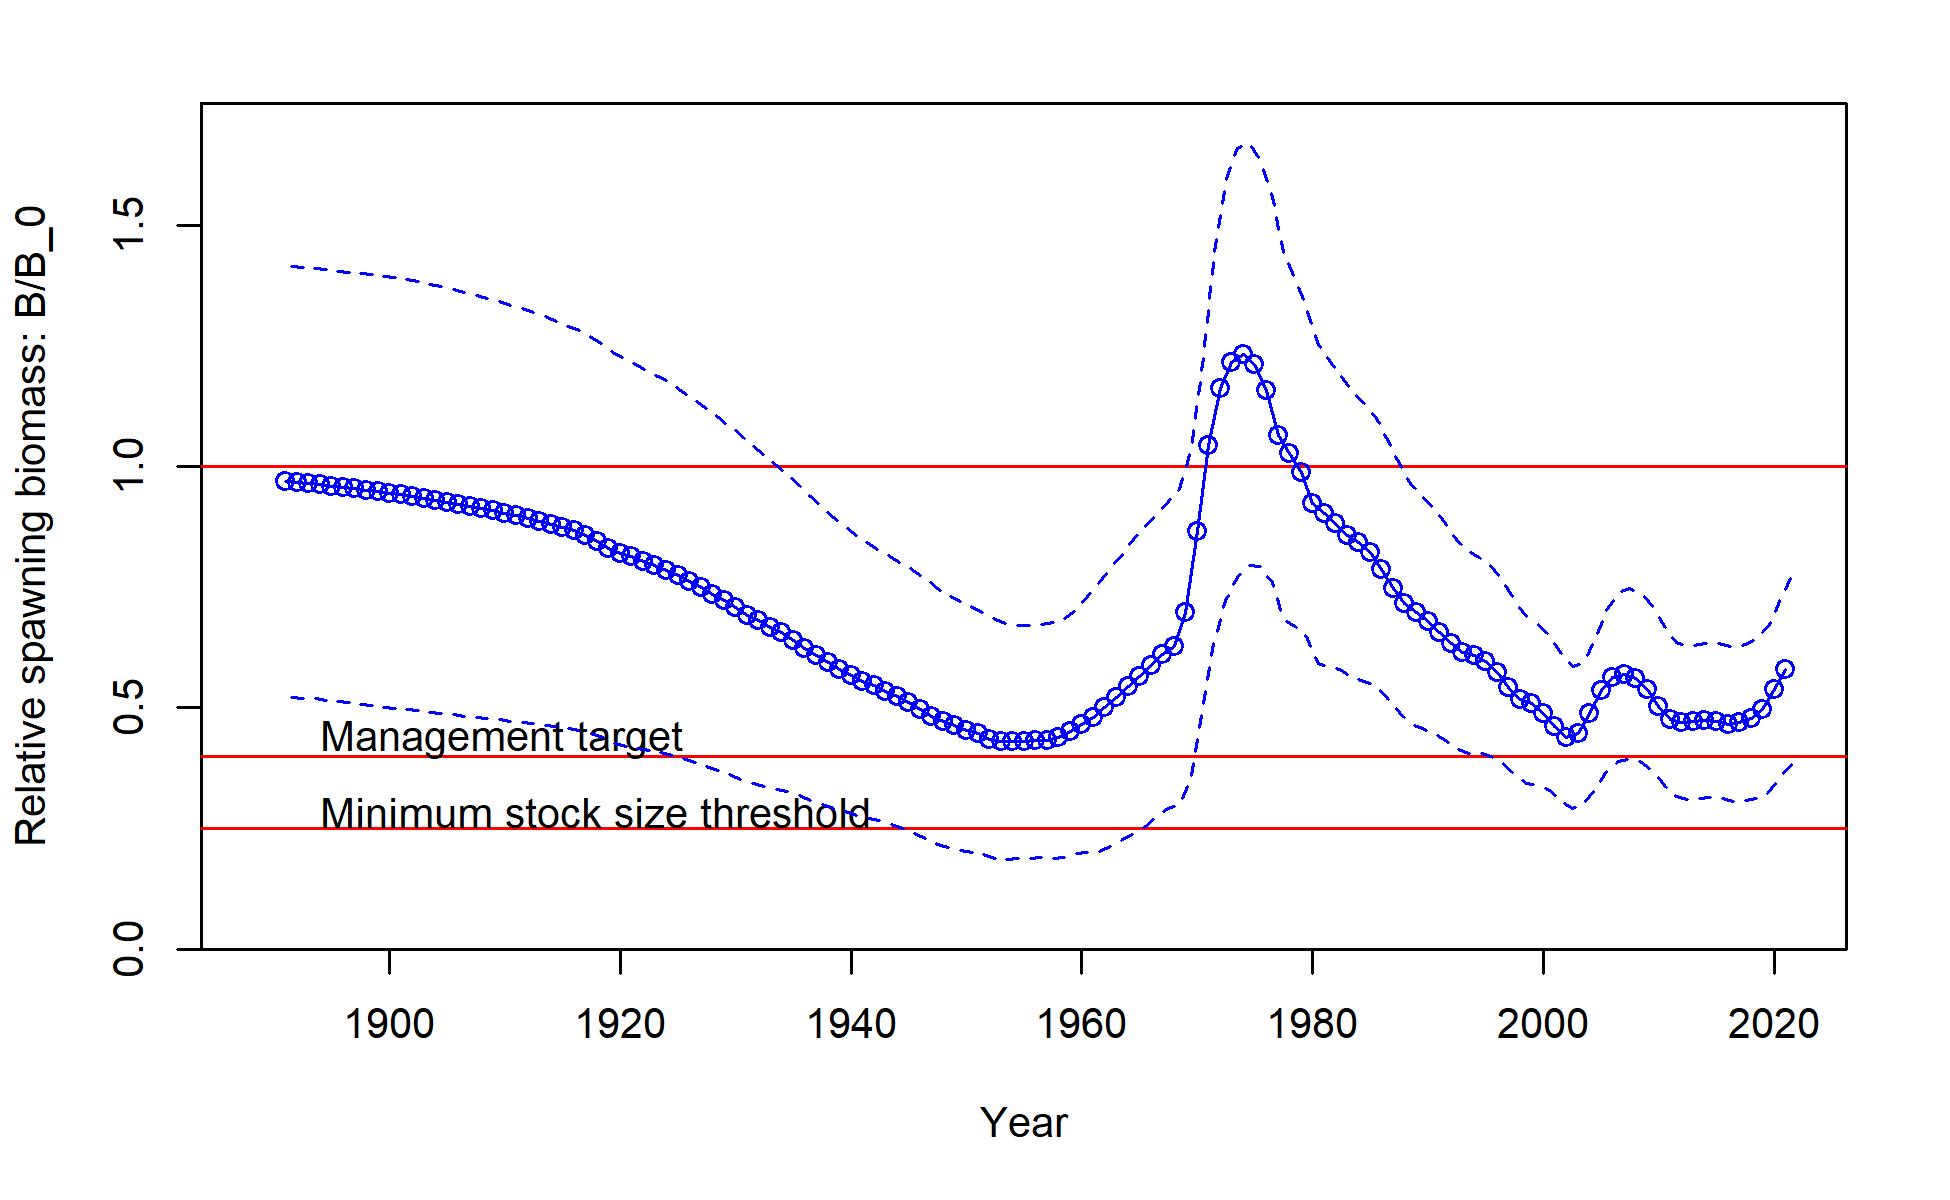 Relative spawning biomass: B/B_0
1.5
1.0
0.5
0.0
Management target
Minimum stock size threshold
1900 1920 1940 1960 1980 2000 2020
Year